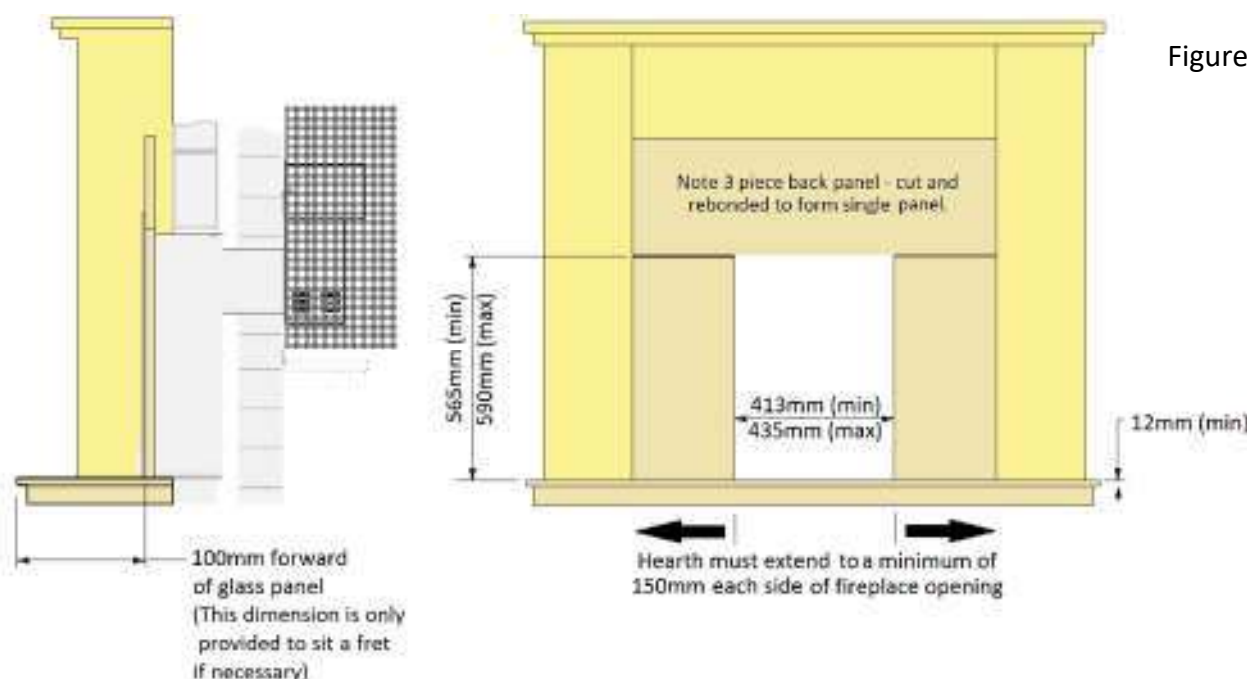 Figure
Note 3 piece back panel - cut and
rebonded to form single panel
565mm (min)
590mm (max)
413mm (min)
435mm (max)
12mm (min)
100mm forward
of glass panel
(This dimension is only
provided to sit a fret
if necessary)
Hearth must extend to a minimum of
150mm each side of fireplace opening